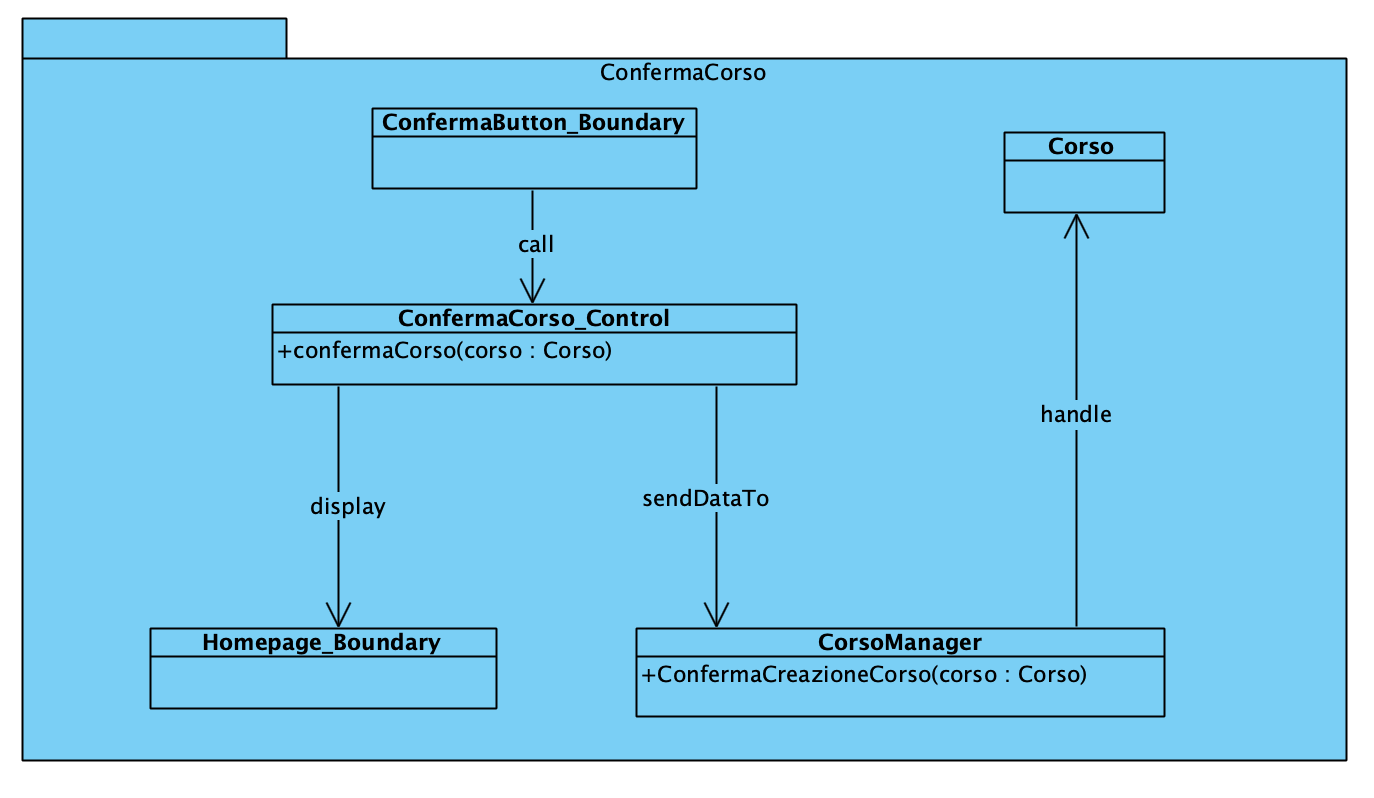 ConfermaCorso
ConfermaButton_Boundary
Corso
call
ConfermaCorso_Control
+confermaCorso(corso : Corso)
handle
display
sendDataTo
Homepage_Boundary
CorsoManager
+ConfermaCreazioneCorso(corso : Corso)